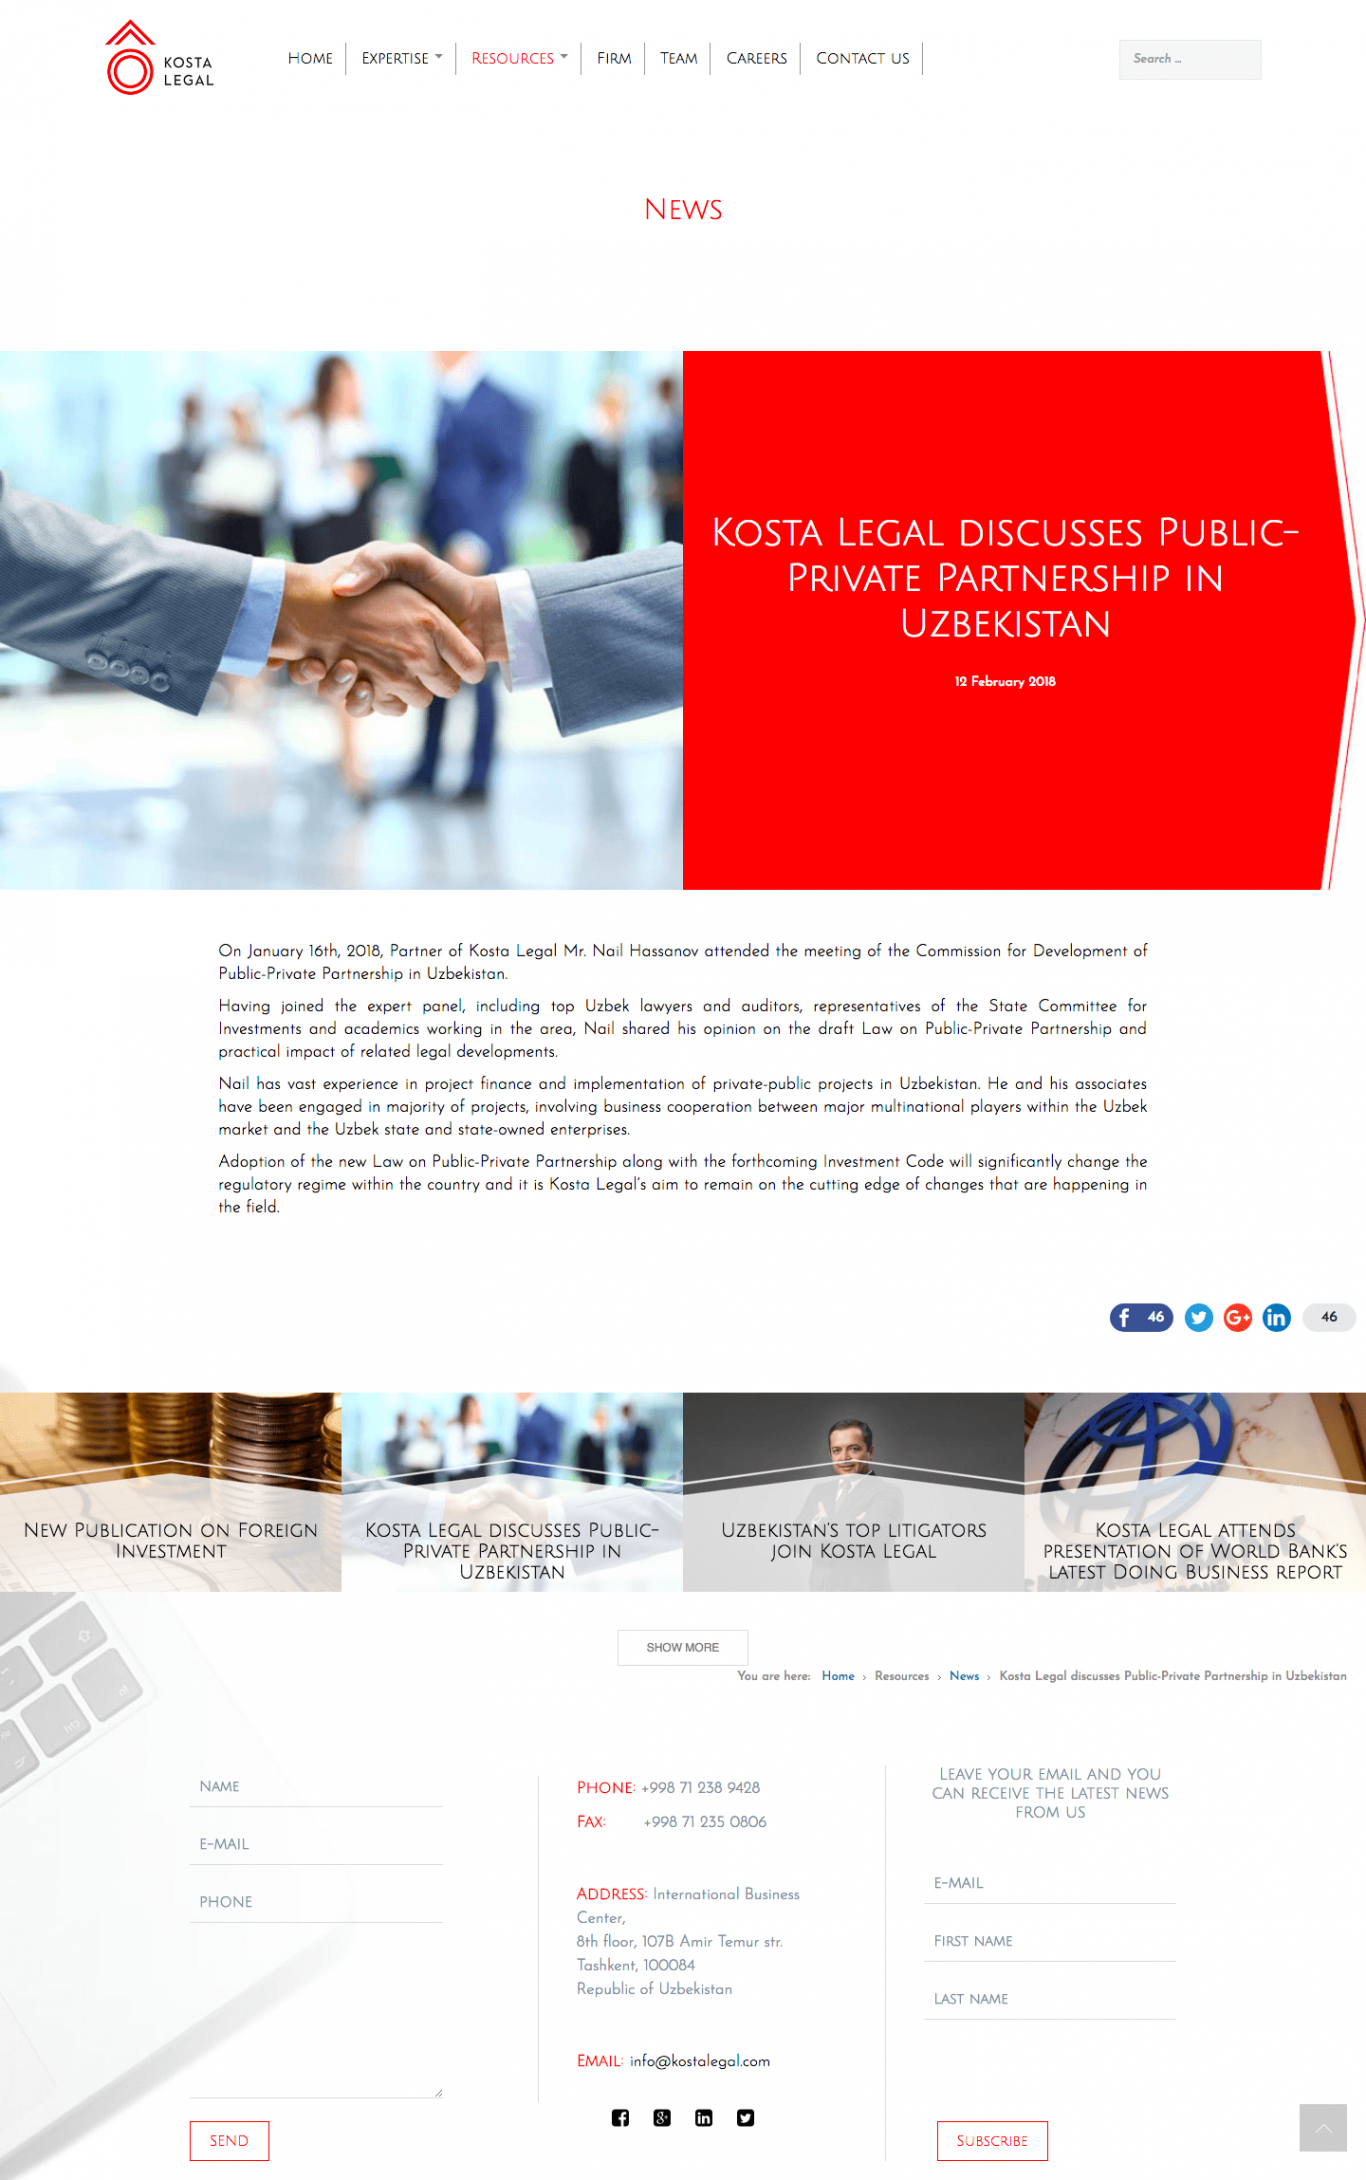 KOSTA
LEGAL
Home
Expertise
Resources
Firm
Team
Careers
Contact us
Search ...
News
Kosta Legal discusses Public-
Private Partnership in
Uzbekistan
12 February 2018
On January 16th, 2018, Partner of Kosta Legal Mr. Nail Hassanov attended the meeting of the Commission for Development of
Public-Private Partnership in Uzbekistan.
Having joined the expert panel, including top Uzbek lawyers and auditors, representatives of the State Committee for
Investments and academics working in the area, Nail shared his opinion on the draft Law on Public-Private Partnership and
practical impact of related legal developments.
Nail has vast experience in project finance and implementation of private-public projects in Uzbekistan. He and his associates
have been engaged in majority of projects, involving business cooperation between major multinational players within the Uzbek
market and the Uzbek state and state-owned enterprises.
Adoption of the new Law on Public-Private Partnership along with the forthcoming Investment Code will significantly change the
regulatory regime within the country and it is Kosta Legal's aim to remain on the cutting edge of changes that are happening in
the field.
46
46
New Publication on Foreign
Investment
Kosta Legal discusses Public-
Private Partnership in
Uzbekistan
Uzbekistan's top litigators
join Kosta Legal
Kosta Legal attends
presentation of World Bank's
latest Doing Business report
SHOW MORE
You are here: Home › Resources › News › Kosta Legal discusses Public-Private Partnership in Uzbekistan
Name
e-mail
phone
Send
Phone: +998 71 238 9428
Fax: +998 71 235 0806
Address: International Business
Center,
8th floor, 107B Amir Temur str.
Tashkent, 100084
Republic of Uzbekistan
Email: info@kostalegal.com
Leave your email and you
can receive the latest news
from us
e-mail
First name
Last name
Subscribe